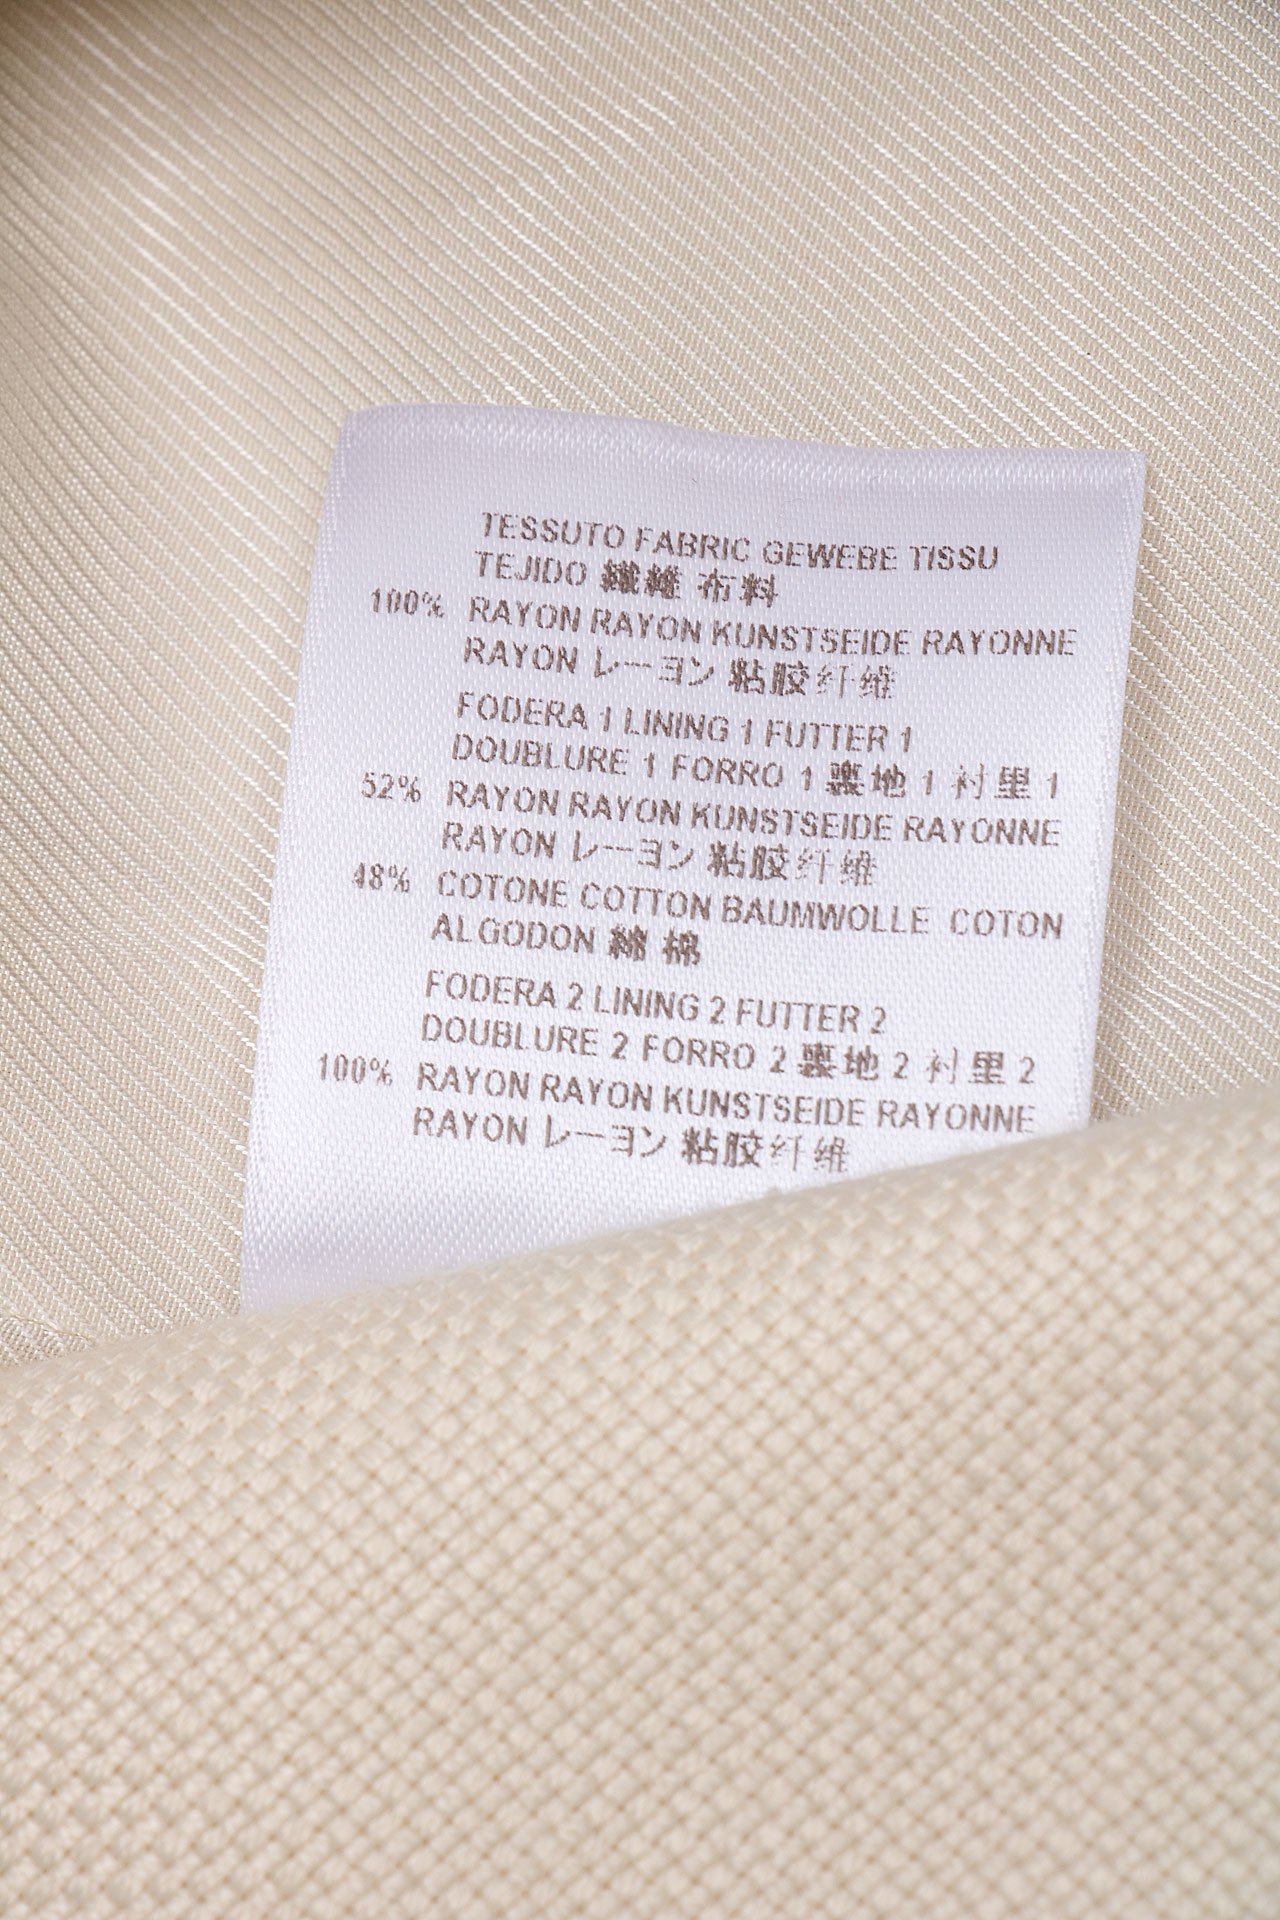 TESSUTO FABRIC GEWEBE TISSU
TEJIDO 繊維 布料
100% RAYON RAYON KUNSTSEIDE RAYONNE
RAYON レーヨン 粘胶纤维
FODERA 1 LINING 1 FUTTER 1
DOUBLURE 1 FORRO 1 裏地 1 衬里 1
52% RAYON RAYON KUNSTSEIDE RAYONNE
RAYON レーヨン 粘胶纤维
48% COTONE COTTON BAUMWOLLE COTON
ALGODON 綿 棉
FODERA 2 LINING 2 FUTTER 2
DOUBLURE 2 FORRO 2 裏地 2 衬里 2
100% RAYON RAYON KUNSTSEIDE RAYONNE
RAYON レーヨン 粘胶纤维